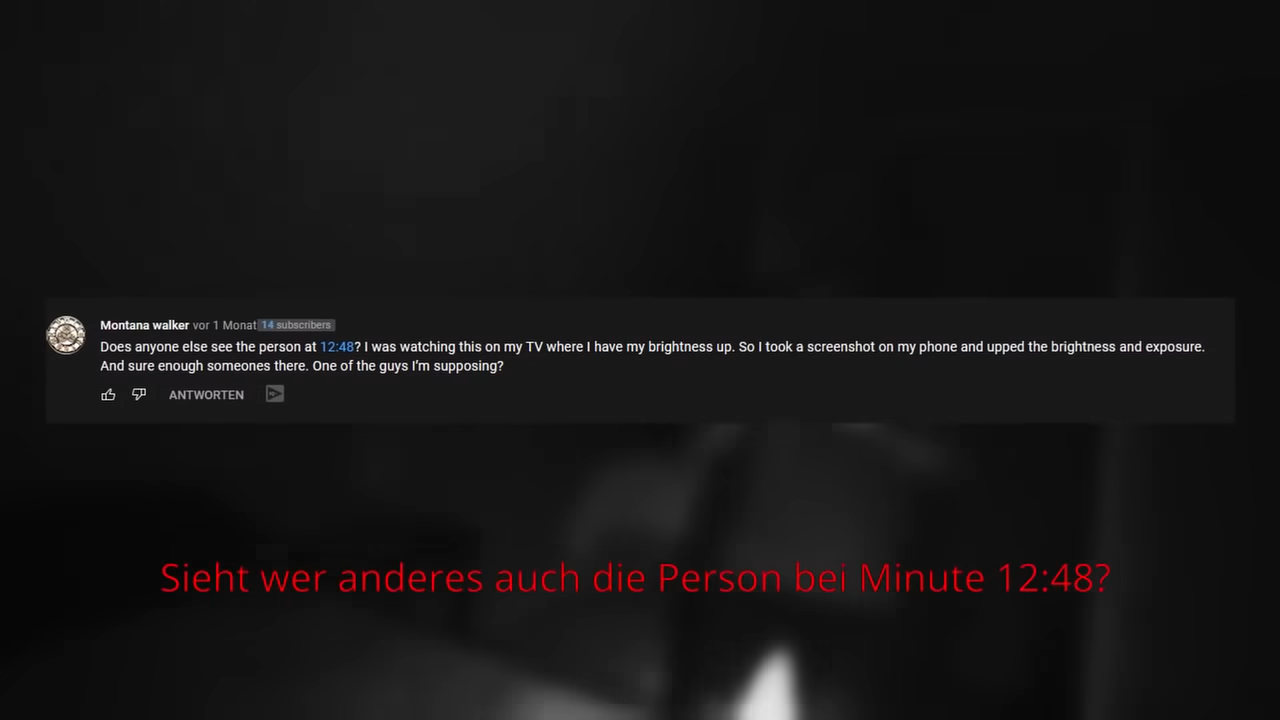 Montana walker vor 1 Monat 14 subscribers
Does anyone else see the person at 12:48? I was watching this on my TV where I have my brightness up. So I took a screenshot on my phone and upped the brightness and exposure.
And sure enough someones there. One of the guys I'm supposing?
ANTWORTEN
Sieht wer anderes auch die Person bei Minute 12:48?